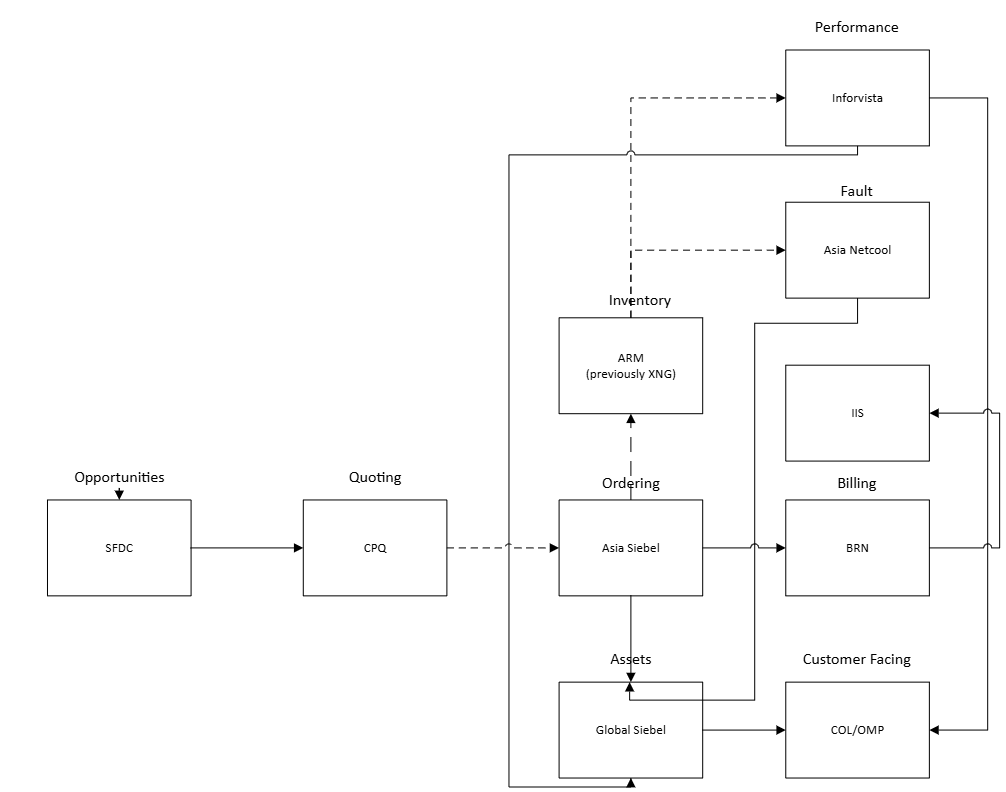 Performance
Inforvista
Fault
Asia Netcool
Inventory
ARM
(previously XNG)
IIS
Opportunities
Quoting
Ordering
Billing
SFDC
CPQ
Asia Siebel
BRN
Assets
Customer Facing
Global Siebel
COL/OMP